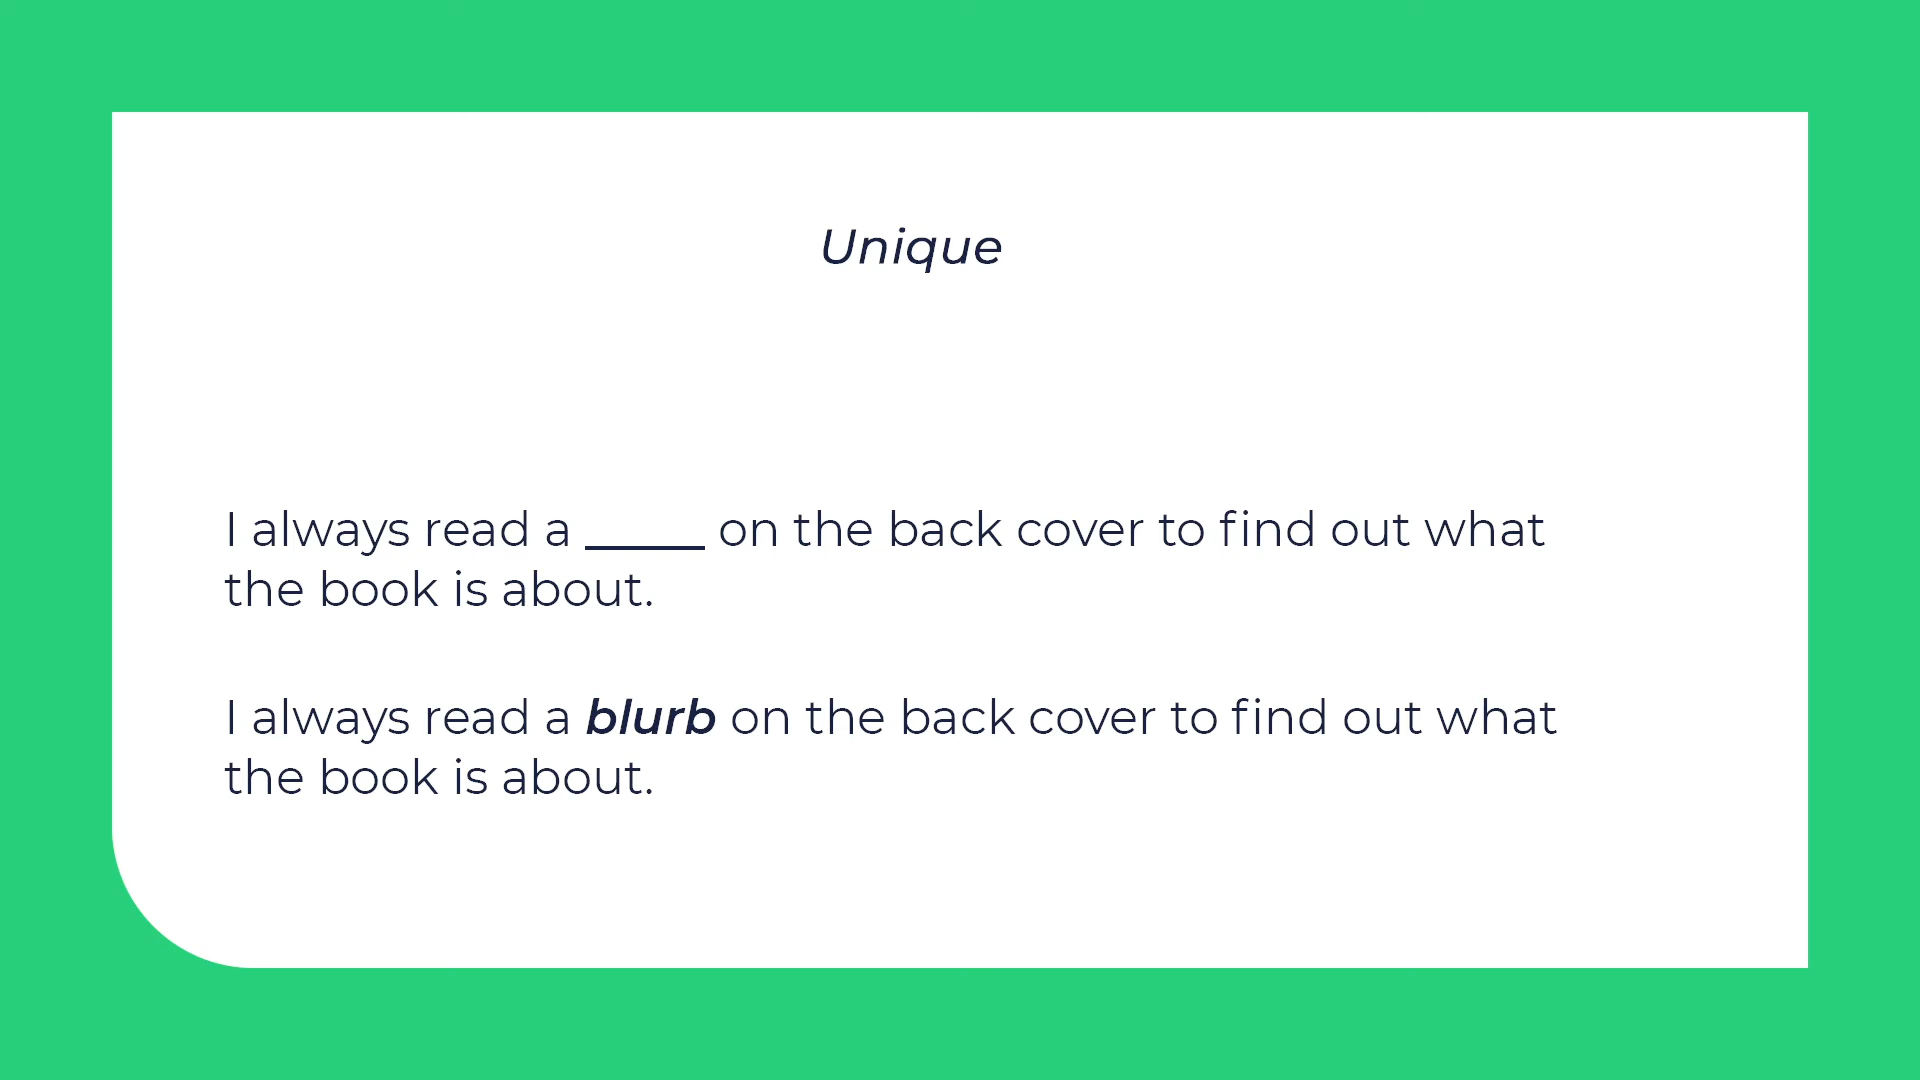 Unique
I always read a _____ on the back cover to find out what
the book is about.
I always read a blurb on the back cover to find out what
the book is about.